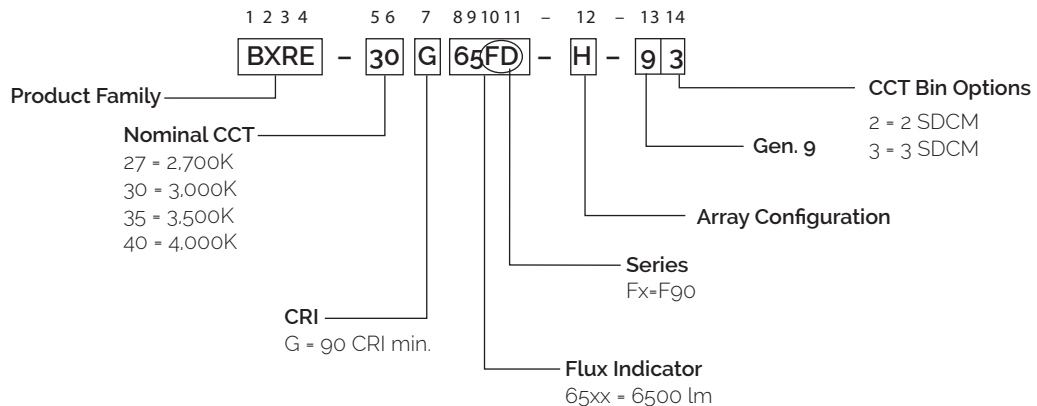 1 2 3 4 5 6 7 8 9 10 11 – 12 – 13 14
BXRE – 30 G 65FD – H – 9 3
Product Family
Nominal CCT
27 = 2,700K
30 = 3,000K
35 = 3,500K
40 = 4,000K
CRI
G = 90 CRI min.
CCT Bin Options
2 = 2 SDCM
3 = 3 SDCM
Gen. 9
Array Configuration
Series
Fx=F90
Flux Indicator
65xx = 6500 lm